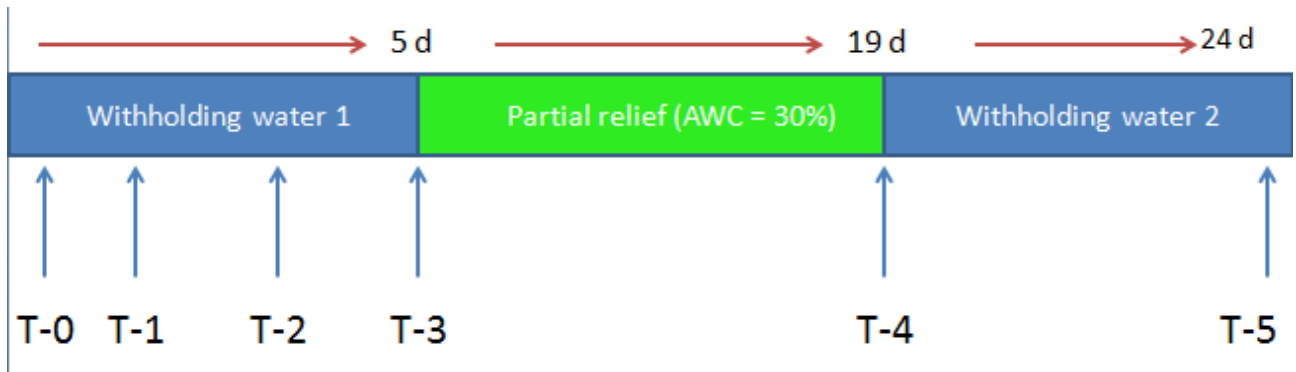 5 d 19 d 24 d
Withholding water 1 Partial relief (AWC = 30%) Withholding water 2
T-0 T-1 T-2 T-3 T-4 T-5